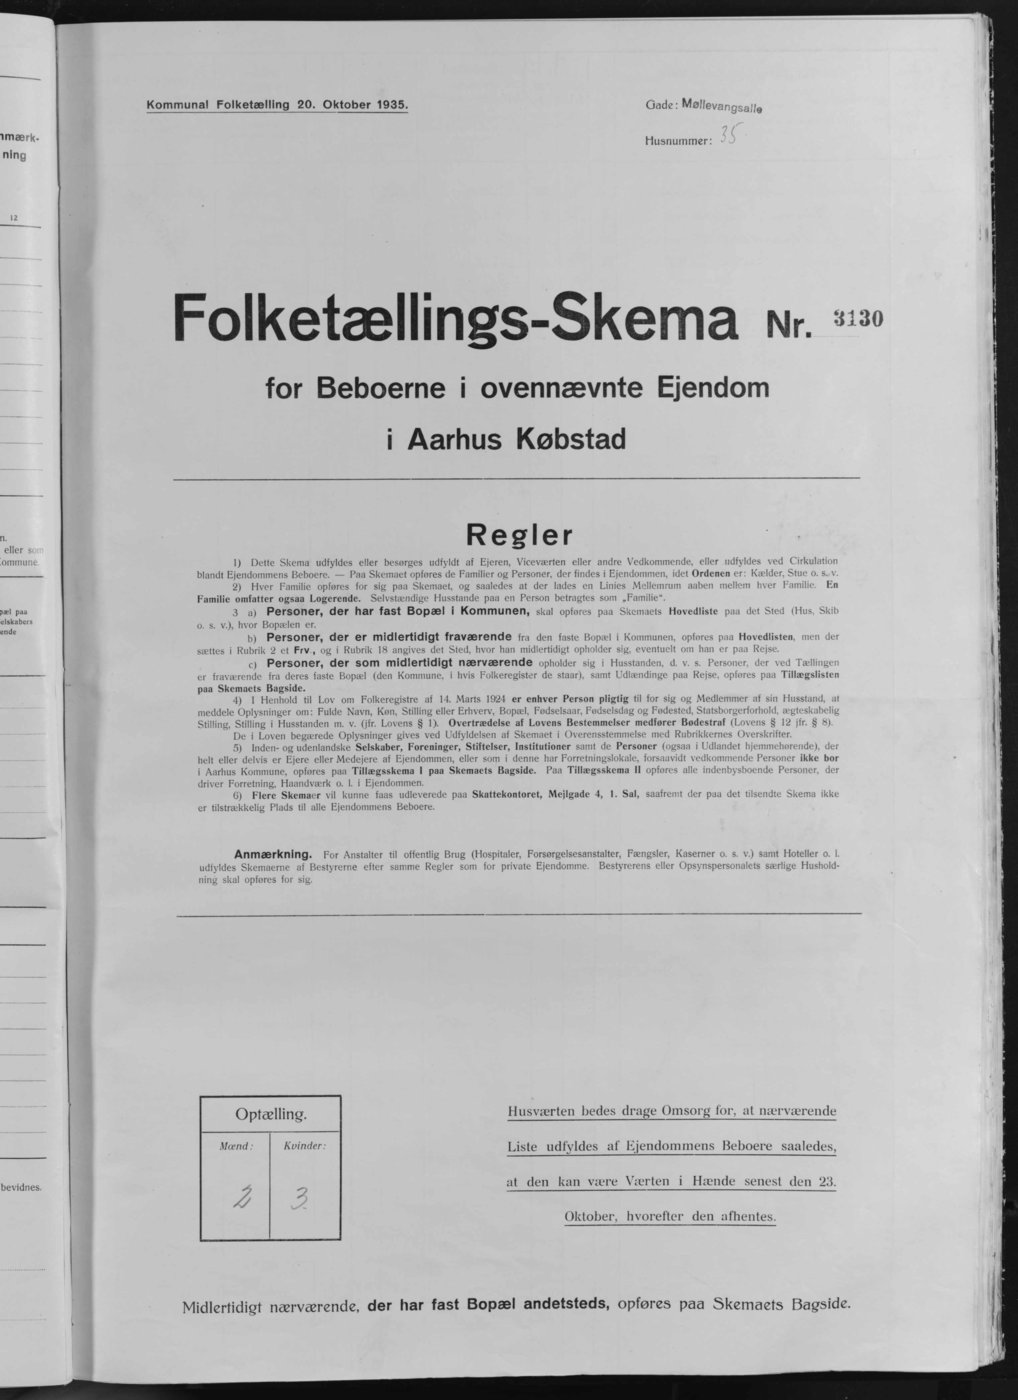 Kommunal Folketælling 20. Oktober 1935.
Gade: Møllevangsalle
Husnummer: 35
Folketællings-Skema Nr. 3130
for Beboerne i ovennævnte Ejendom
i Aarhus Købstad
Regler
1) Dette Skema udfyldes eller besørges udfyldt af Ejeren, Viceværten eller andre Vedkommende, eller udfyldes ved Cirkulation
blandt Ejendommens Beboere. — Paa Skemaet opføres de Familier og Personer, der findes i Ejendommen, idet Ordenen er: Kælder, Stue o. s. v.
2) Hver Familie opføres for sig paa Skemaet, og saaledes at der lades en Linies Mellemrum aaben mellem hver Familie. En
Familie omfatter ogsaa Logerende. Selvstændige Husstande paa en Person betragtes som „Familie“.
3 a) Personer, der har fast Bopæl i Kommunen, skal opføres paa Skemaets Hovedliste paa det Sted (Hus, Skib
o. s. v.), hvor Bopælen er.
b) Personer, der er midlertidigt fraværende fra den faste Bopæl i Kommunen, opføres paa Hovedlisten, men der
sættes i Rubrik 2 et Frv., og i Rubrik 18 angives det Sted, hvor han midlertidigt opholder sig, eventuelt om han er paa Rejse.
c) Personer, der som midlertidigt nærværende opholder sig i Husstanden, d. v. s. Personer, der ved Tællingen
er fraværende fra deres faste Bopæl (den Kommune, i hvis Folkeregister de staar), samt Udlændinge paa Rejse, opføres paa Tillægslisten
paa Skemaets Bagside.
4) I Henhold til Lov om Folkeregistre af 14. Marts 1924 er enhver Person pligtig til for sig og Medlemmer af sin Husstand, at
meddele Oplysninger om: Fulde Navn, Køn, Stilling eller Erhverv, Bopæl, Fødselsaar, Fødselsdag og Fødested, Statsborgerforhold, ægteskabelig
Stilling, Stilling i Husstanden m. v. (jfr. Lovens § 1). Overtrædelse af Lovens Bestemmelser medfører Bødestraf (Lovens § 12 jfr. § 8).
De i Loven begærede Oplysninger gives ved Udfyldelsen af Skemaet i Overensstemmelse med Rubrikkernes Overskrifter.
5) Inden- og udenlandske Selskaber, Foreninger, Stiftelser, Institutioner samt de Personer (ogsaa i Udlandet hjemmehørende), der
helt eller delvis er Ejere eller Medejere af Ejendommen, eller som i denne har Forretningslokale, forsaavidt vedkommende Personer ikke bor
i Aarhus Kommune, opføres paa Tillægsskema I paa Skemaets Bagside. Paa Tillægsskema II opføres alle indenbysboende Personer, der
driver Forretning, Haandværk o. l. i Ejendommen.
6) Flere Skemaer vil kunne faas udleverede paa Skattekontoret, Mejlgade 4, 1. Sal, saafremt der paa det tilsendte Skema ikke
er tilstrækkelig Plads til alle Ejendommens Beboere.
Anmærkning. For Anstalter til offentlig Brug (Hospitaler, Forsørgelsesanstalter, Fængsler, Kaserner o. s. v.) samt Hoteller o. l.
udfyldes Skemaerne af Bestyrerne efter samme Regler som for private Ejendomme. Bestyrerens eller Opsynspersonalets særlige Hushold-
ning skal opføres for sig.
Optælling.
Mænd: Kvinder:
2 3
Husværten bedes drage Omsorg for, at nærværende
Liste udfyldes af Ejendommens Beboere saaledes,
at den kan være Værten i Hænde senest den 23.
Oktober, hvorefter den afhentes.
Midlertidigt nærværende, der har fast Bopæl andetsteds, opføres paa Skemaets Bagside.
ning
12
eller som
bevidnes.